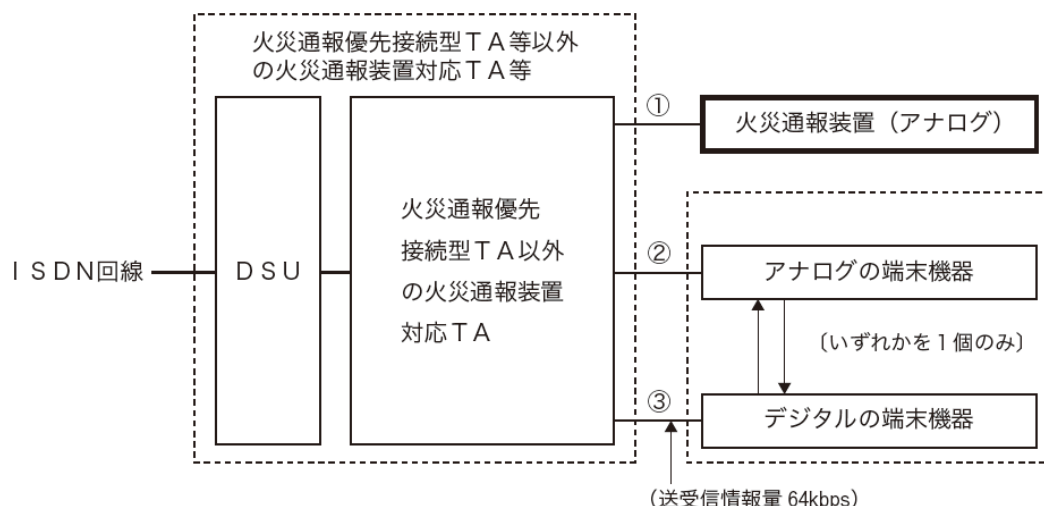 火災通報優先接続型ＴＡ等以外
の火災通報装置対応ＴＡ等
①
火災通報装置（アナログ）
ＩＳDＮ回線
ＤＳＵ
火災通報優先
接続型ＴＡ以外
の火災通報装置
対応ＴＡ
②
アナログの端末機器
〔いずれかを１個のみ〕
③
デジタルの端末機器
（送受信情報量 64kbps）